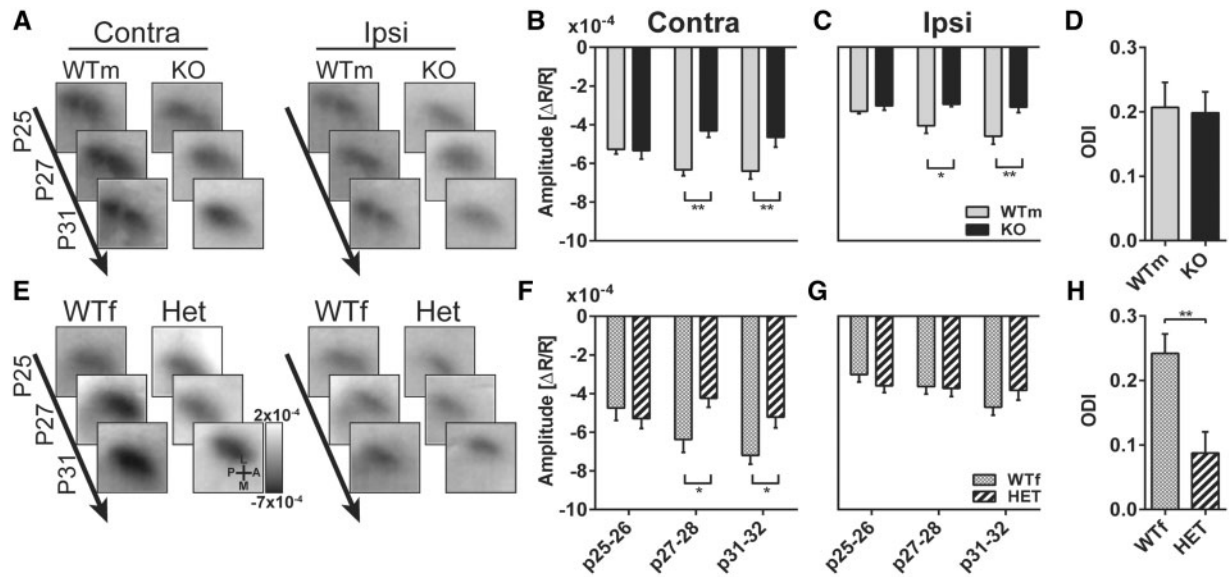 A
Contra
Ipsi
WTm KO
WTm KO
P25
P27
P31
B
x10⁻⁴
Contra
0
-2
-4
-6
-8
-10
Amplitude [ΔR/R]
**
**
C
Ipsi
*
**
WTm
KO
D
0.3
0.2
0.1
0.0
ODI
WTm
KO
E
WTf Het
WTf Het
P25
P27
P31
2x10⁻⁴
-7x10⁻⁴
L
P A
M
F
x10⁻⁴
0
-2
-4
-6
-8
-10
Amplitude [ΔR/R]
*
*
p25-26
p27-28
p31-32
G
WTf
HET
p25-26
p27-28
p31-32
H
0.3
0.2
0.1
0.0
ODI
**
WTf
HET